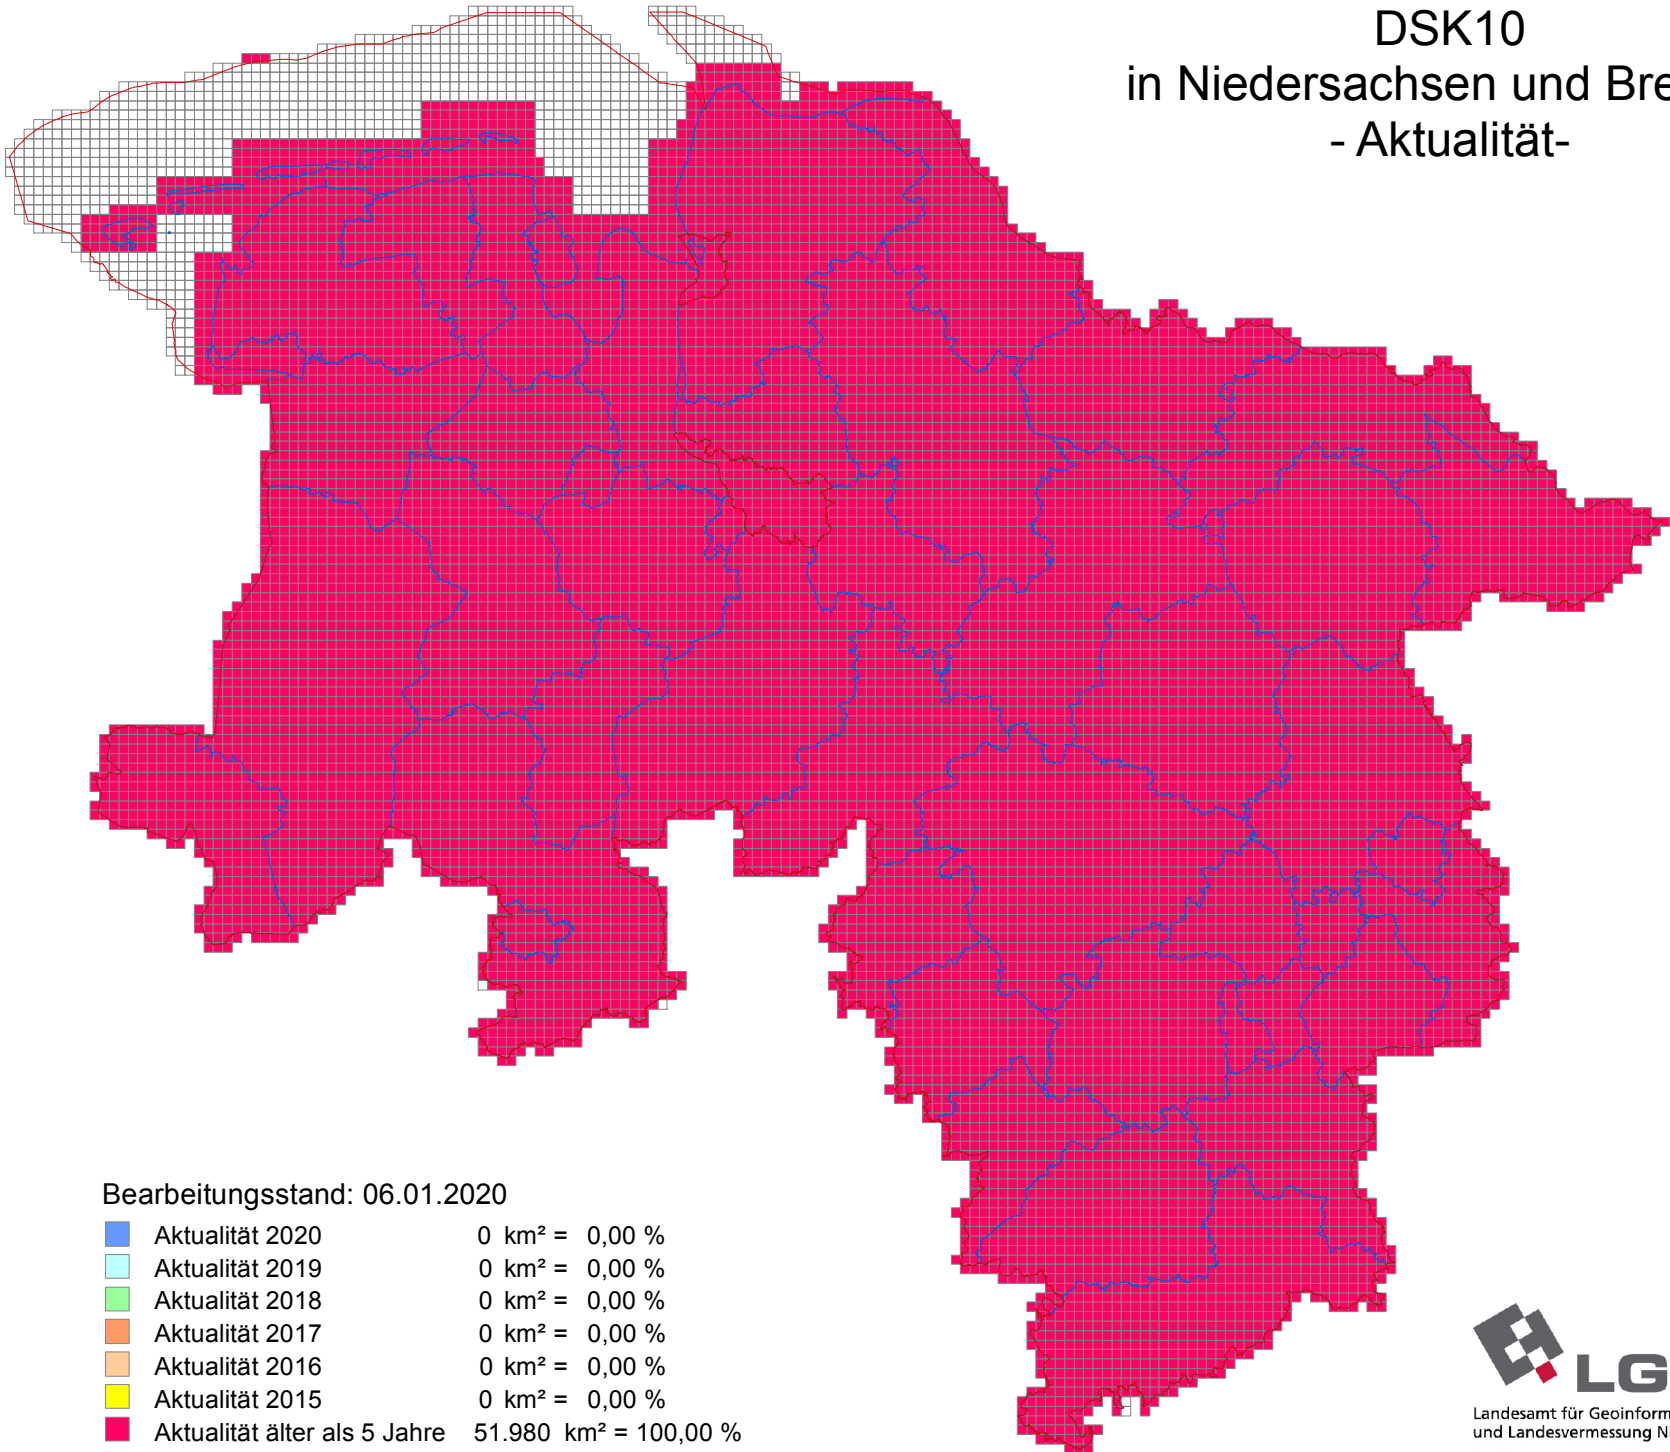 DSK10
in Niedersachsen und Bre
- Aktualität-
Bearbeitungsstand: 06.01.2020
Aktualität 2020 0 km² = 0,00 %
Aktualität 2019 0 km² = 0,00 %
Aktualität 2018 0 km² = 0,00 %
Aktualität 2017 0 km² = 0,00 %
Aktualität 2016 0 km² = 0,00 %
Aktualität 2015 0 km² = 0,00 %
Aktualität älter als 5 Jahre 51.980 km² = 100,00 %
LG
Landesamt für Geoinform
und Landesvermessung N